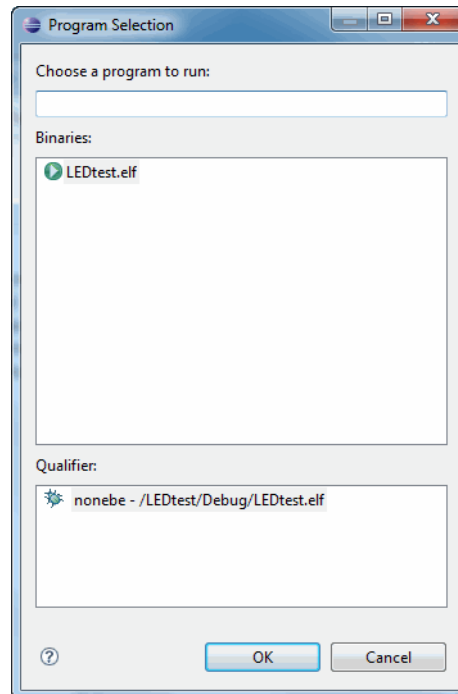 Program Selection
Choose a program to run:
Binaries:
LEDtest.elf
Qualifier:
nonebe - /LEDtest/Debug/LEDtest.elf
OK
Cancel